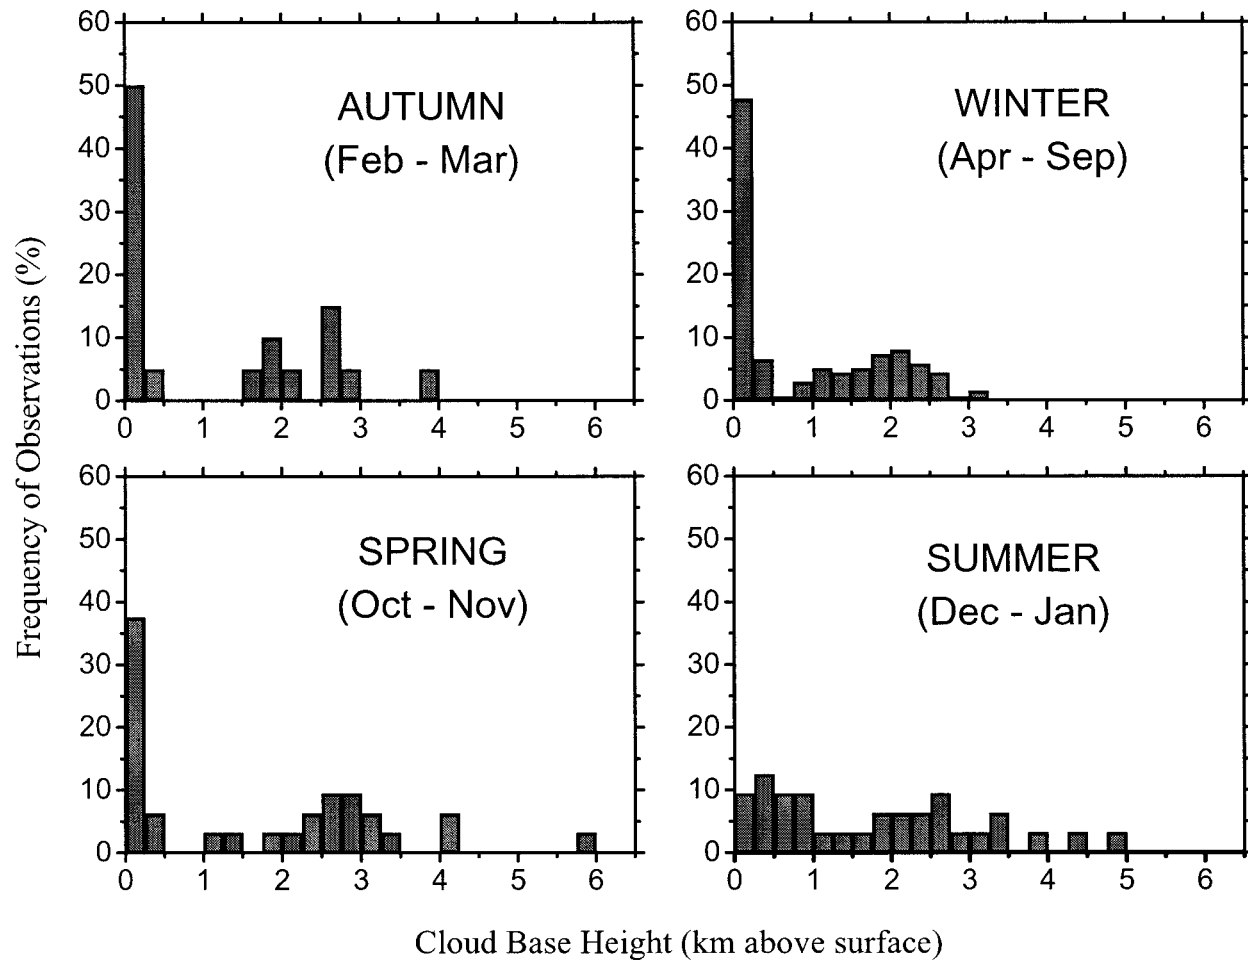 60
50
40
30
20
10
0
AUTUMN
(Feb - Mar)
0 1 2 3 4 5 6
60
50
40
30
20
10
0
WINTER
(Apr - Sep)
0 1 2 3 4 5 6
Frequency of Observations (%)
60
50
40
30
20
10
0
SPRING
(Oct - Nov)
0 1 2 3 4 5 6
60
50
40
30
20
10
0
SUMMER
(Dec - Jan)
0 1 2 3 4 5 6
Cloud Base Height (km above surface)